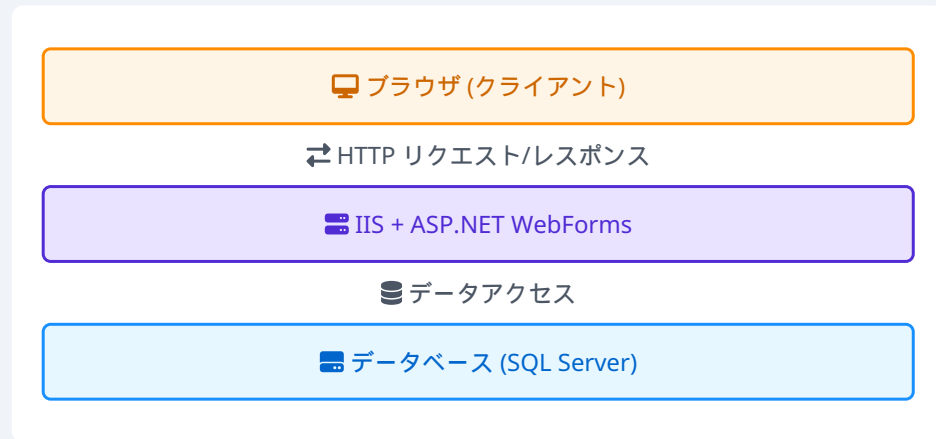 ブラウザ (クライアント)
HTTP リクエスト/レスポンス
IIS + ASP.NET WebForms
データアクセス
データベース (SQL Server)